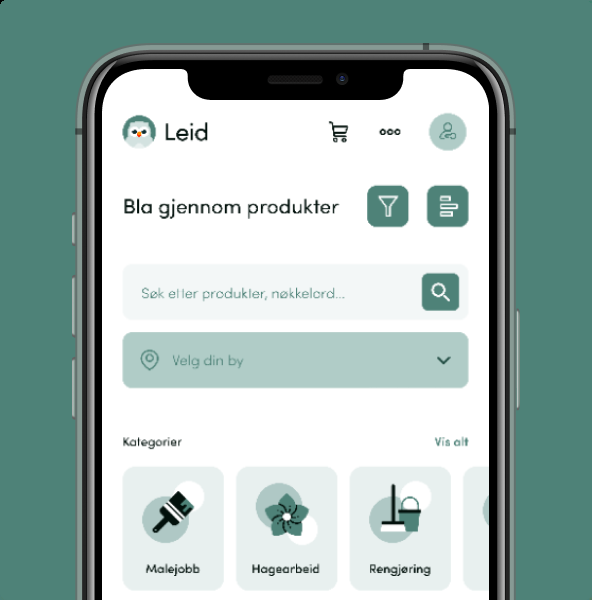 Leid
Bla gjennom produkter
Søk etter produkter, nøkkelord...
Velg din by
Kategorier Vis alt
Malejobb Hagearbeid Rengjøring